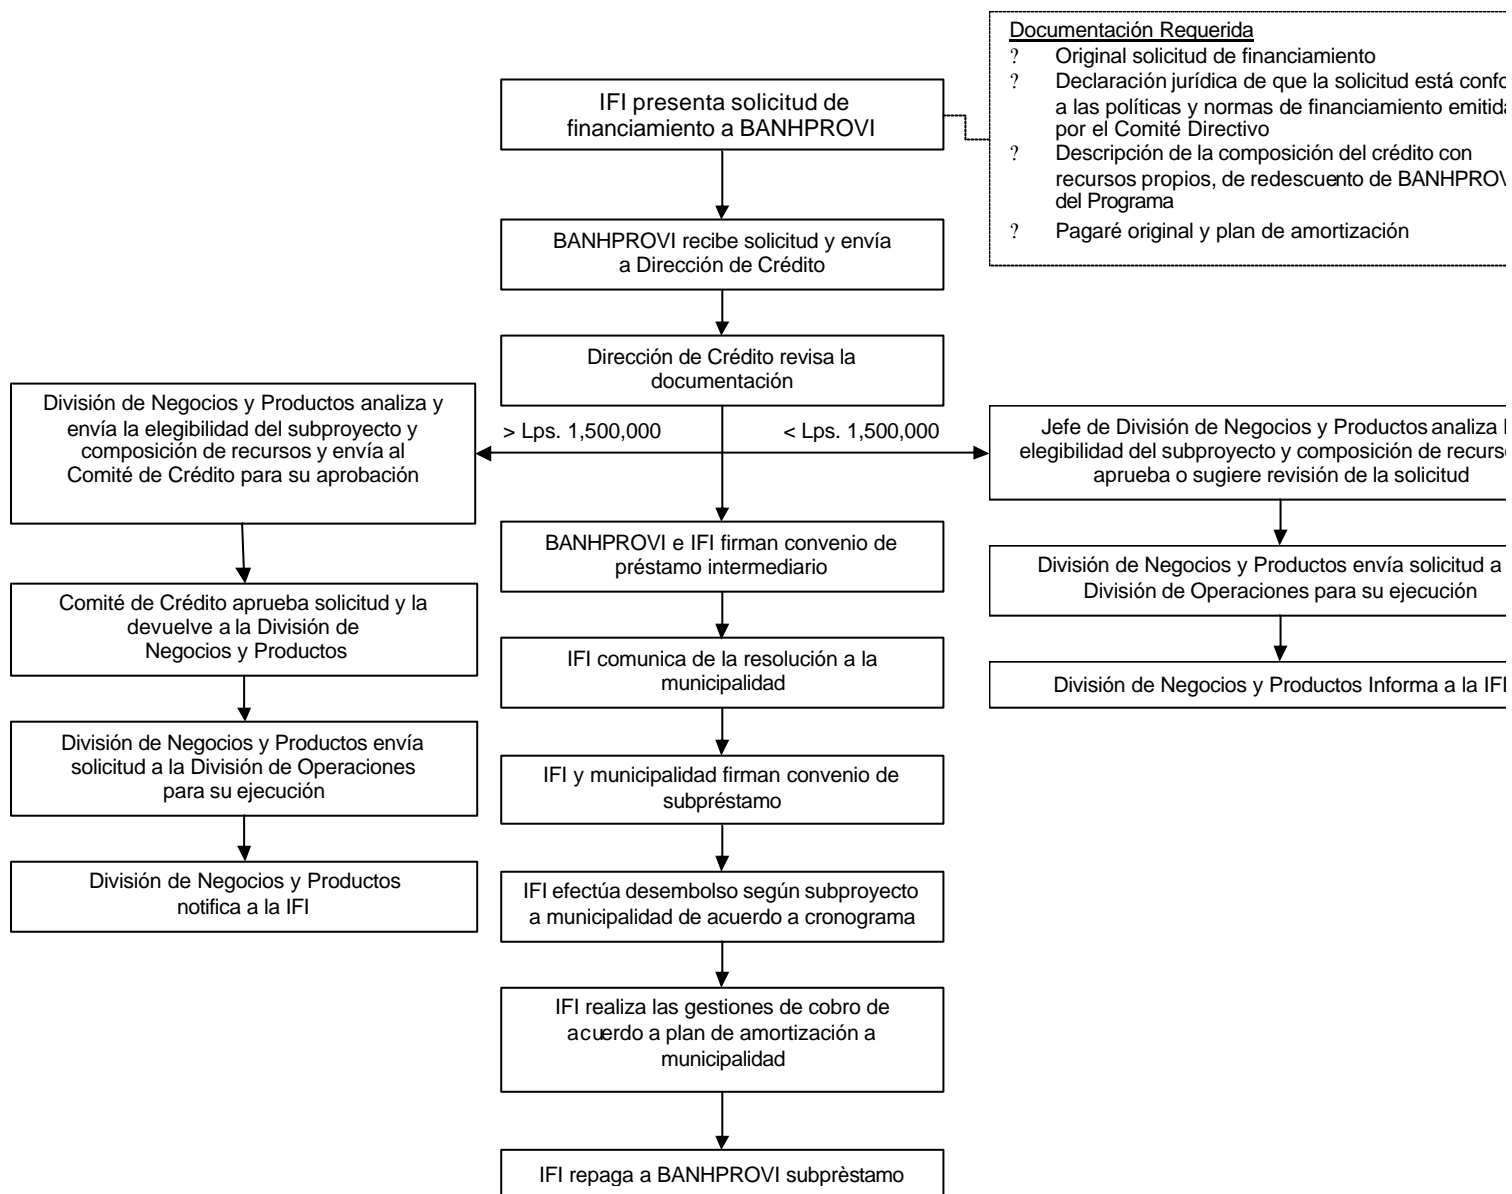 Documentación Requerida
? Original solicitud de financiamiento
? Declaración jurídica de que la solicitud está
a las políticas y normas de financiamiento
por el Comité Directivo
? Descripción de la composición del crédito con
recursos propios, de redescuento de
del Programa
? Pagaré original y plan de amortización
IFI presenta solicitud de
financiamiento a BANHPROVI
BANHPROVI recibe solicitud y envía
a Dirección de Crédito
Dirección de Crédito revisa la
documentación
> Lps. 1,500,000
< Lps. 1,500,000
División de Negocios y Productos analiza y
envía la elegibilidad del subproyecto y
composición de recursos y envía al
Comité de Crédito para su aprobación
Comité de Crédito aprueba solicitud y la
devuelve a la División de
Negocios y Productos
División de Negocios y Productos envía
solicitud a la División de Operaciones
para su ejecución
División de Negocios y Productos
notifica a la IFI
BANHPROVI e IFI firman convenio de
préstamo intermediario
IFI comunica de la resolución a la
municipalidad
IFI y municipalidad firman convenio de
subpréstamo
IFI efectúa desembolso según subproyecto
a municipalidad de acuerdo a cronograma
IFI realiza las gestiones de cobro de
acuerdo a plan de amortización a
municipalidad
IFI repaga a BANHPROVI subprèstamo
Jefe de División de Negocios y Productos analiza
elegibilidad del subproyecto y composición de
aprueba o sugiere revisión de la solicitud
División de Negocios y Productos envía solicitud a
División de Operaciones para su ejecución
División de Negocios y Productos Informa a la IFI